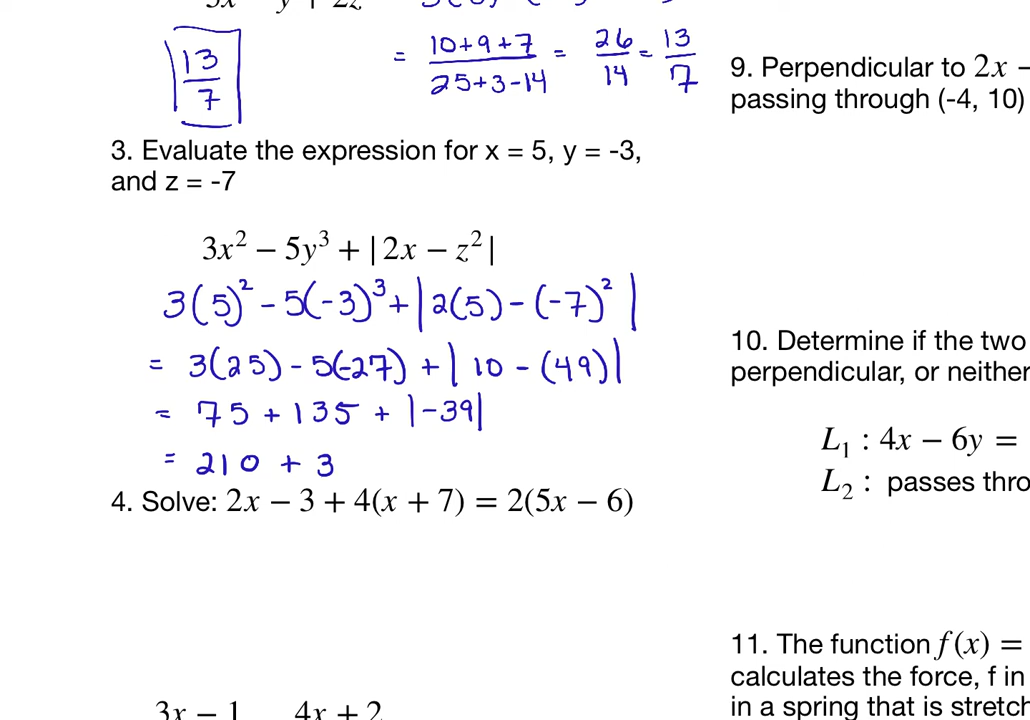 = 10+9+7 / 25+3-14 = 26/14 = 13/7
13/7
3. Evaluate the expression for x = 5, y = -3,
and z = -7
3x² − 5y³ + |2x − z²|
3(5)² - 5(-3)³ + |2(5) - (-7)²|
= 3(25) - 5(-27) + |10 - (49)|
= 75 + 135 + |-39|
= 210 + 3
4. Solve: 2x − 3 + 4(x + 7) = 2(5x − 6)
3x − 1 4x + 2
9. Perpendicular to 2x −
passing through (-4, 10)
10. Determine if the two
perpendicular, or neither
L₁ : 4x − 6y =
L₂ : passes thro
11. The function f(x) =
calculates the force, f in
in a spring that is stretch